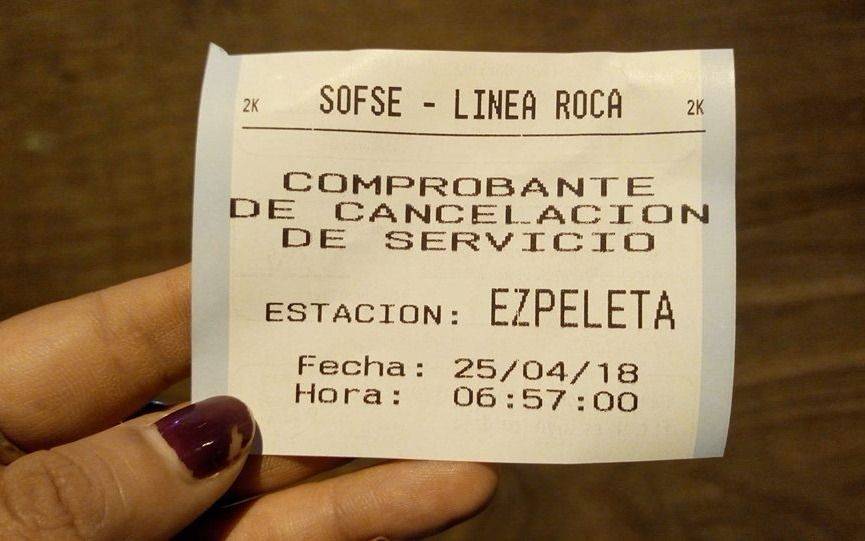 2K SOFSE - LINEA ROCA 2K
COMPROBANTE
DE CANCELACION
DE SERVICIO
ESTACION: EZPELETA
Fecha: 25/04/18
Hora: 06:57:00